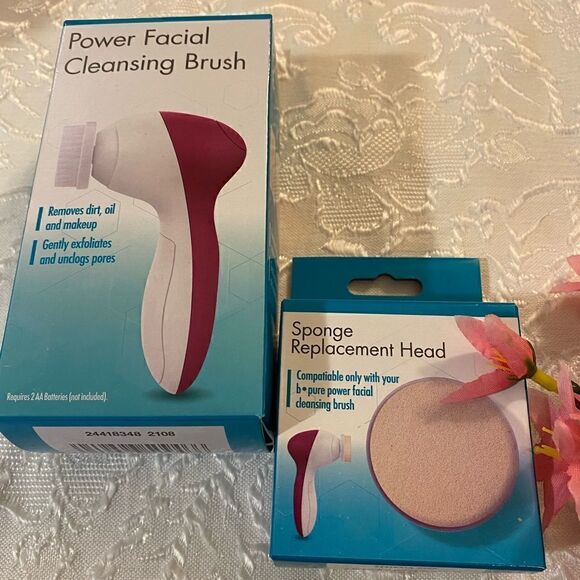 Power Facial
Cleansing Brush
Removes dirt, oil
and makeup
Gently exfoliates
and unclogs pores
Requires 2 AA Batteries (not included).
24418348 2108
Sponge
Replacement Head
Compatiable only with your
b•pure power facial
cleansing brush